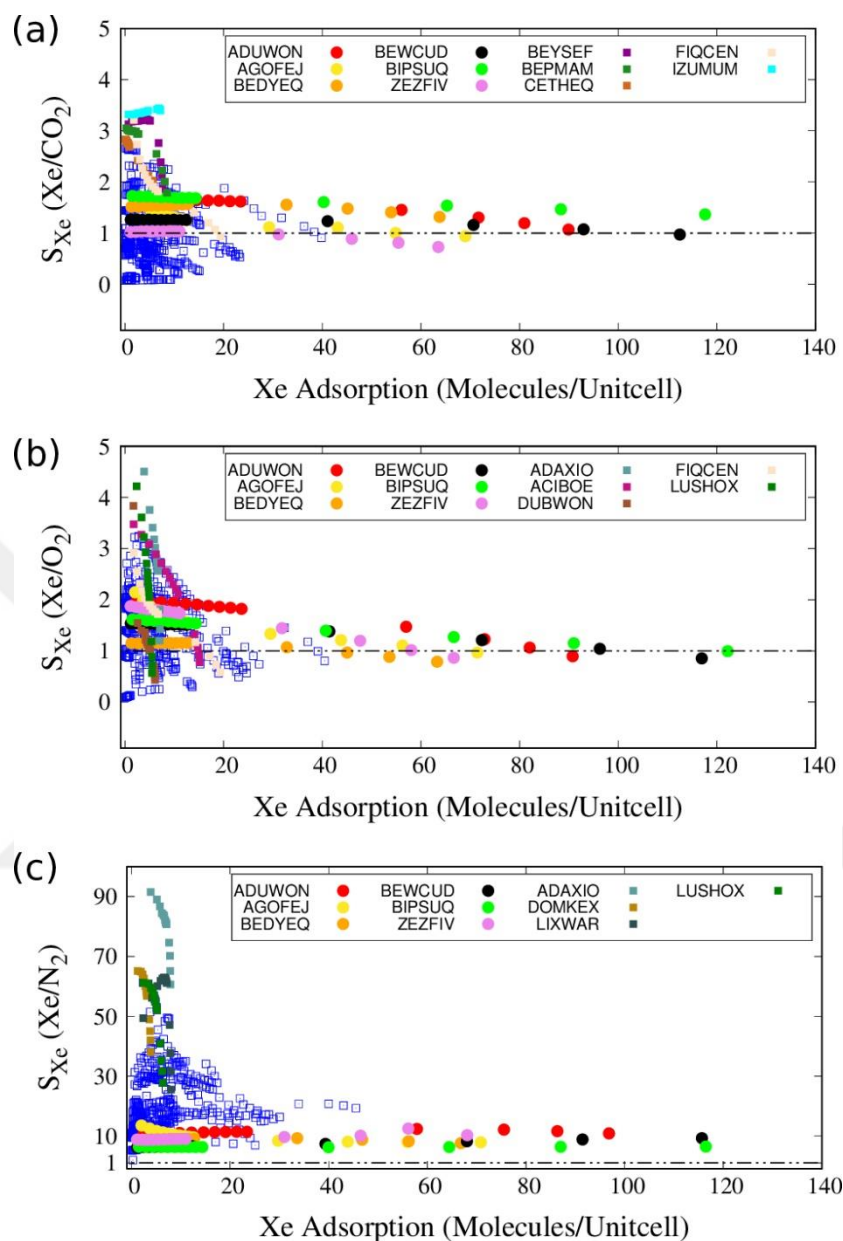 (a)
5
4
3
2
1
0
S_Xe (Xe/CO₂)
ADUWON BEWCUD BEYSEF FIQCEN
AGOFEJ BIPSUQ BEPMAM IZUMUM
BEDYEQ ZEZFIV CETHEQ
0 20 40 60 80 100 120 140
Xe Adsorption (Molecules/Unitcell)
(b)
5
4
3
2
1
0
S_Xe (Xe/O₂)
ADUWON BEWCUD ADAXIO FIQCEN
AGOFEJ BIPSUQ ACIBOE LUSHOX
BEDYEQ ZEZFIV DUBWON
0 20 40 60 80 100 120 140
Xe Adsorption (Molecules/Unitcell)
(c)
90
70
50
30
10
1
S_Xe (Xe/N₂)
ADUWON BEWCUD ADAXIO LUSHOX
AGOFEJ BIPSUQ DOMKEX
BEDYEQ ZEZFIV LIXWAR
0 20 40 60 80 100 120 140
Xe Adsorption (Molecules/Unitcell)